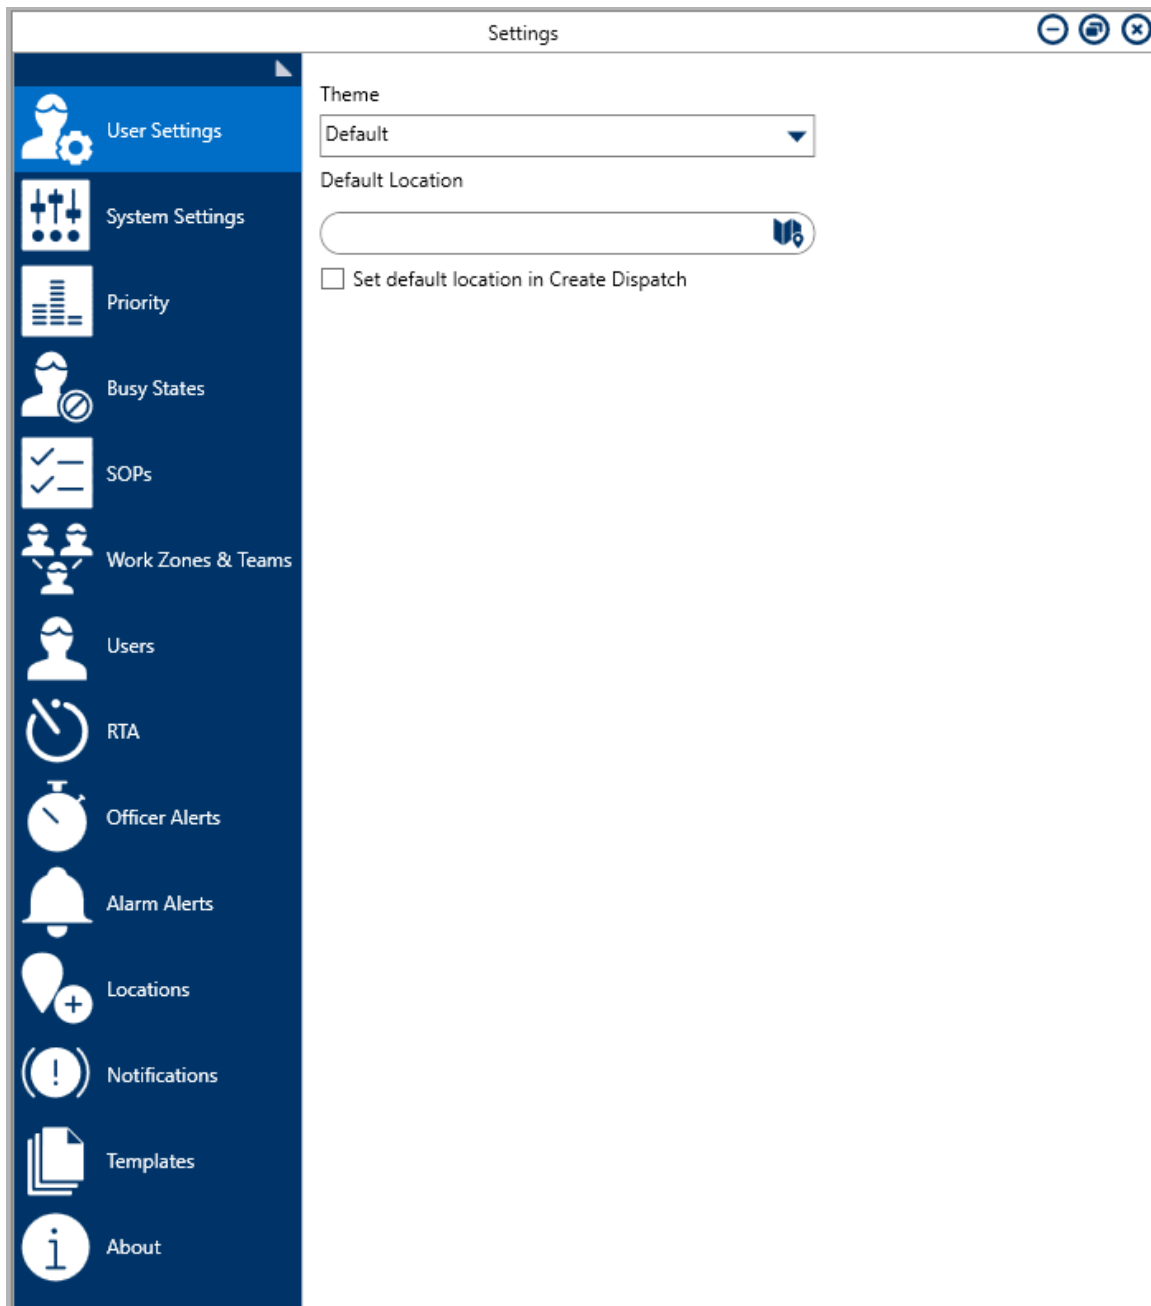 Settings
User Settings
System Settings
Priority
Busy States
SOPs
Work Zones & Teams
Users
RTA
Officer Alerts
Alarm Alerts
Locations
Notifications
Templates
About
Theme
Default
Default Location
Set default location in Create Dispatch